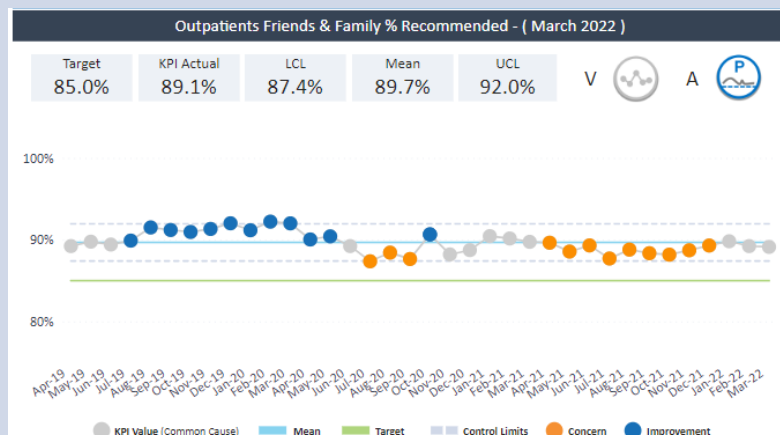 Outpatients Friends & Family % Recommended - ( March 2022 )
Target KPI Actual LCL Mean UCL
85.0% 89.1% 87.4% 89.7% 92.0% V A P
100%
90%
80%
Apr-19 May-19 Jun-19 Jul-19 Aug-19 Sep-19 Oct-19 Nov-19 Dec-19 Jan-20 Feb-20 Mar-20 Apr-20 May-20 Jun-20 Jul-20 Aug-20 Sep-20 Oct-20 Nov-20 Dec-20 Jan-21 Feb-21 Mar-21 Apr-21 May-21 Jun-21 Jul-21 Aug-21 Sep-21 Oct-21 Nov-21 Dec-21 Jan-22 Feb-22 Mar-22
KPI Value (Common Cause) Mean Target Control Limits Concern Improvement